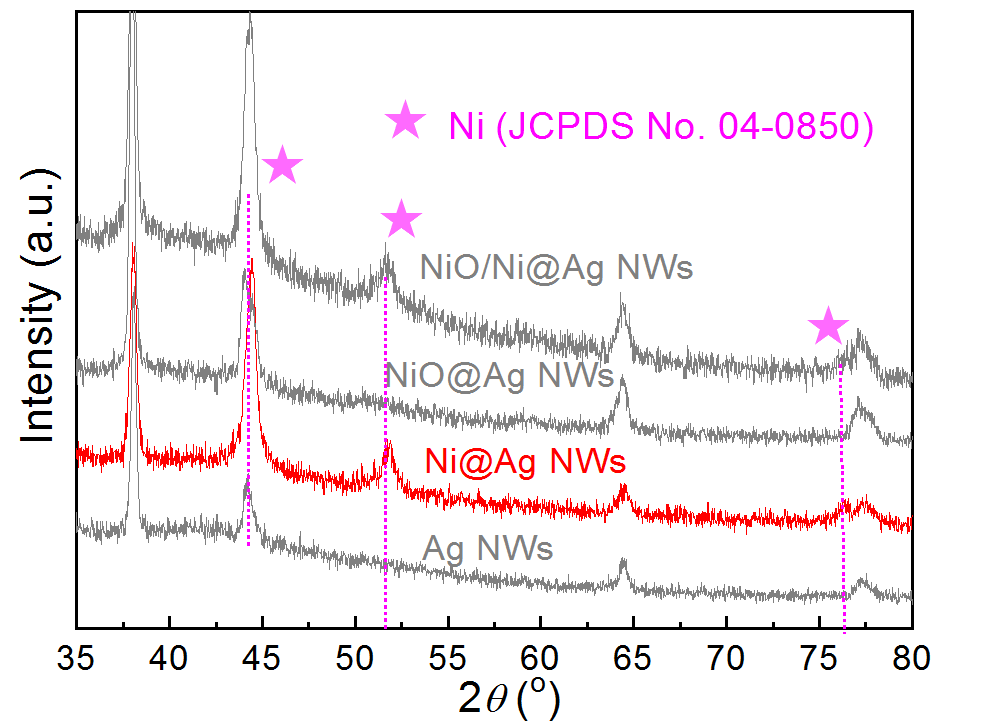 Intensity (a.u.)
Ni (JCPDS No. 04-0850)
NiO/Ni@Ag NWs
NiO@Ag NWs
Ni@Ag NWs
Ag NWs
35 40 45 50 55 60 65 70 75 80
2θ (°)